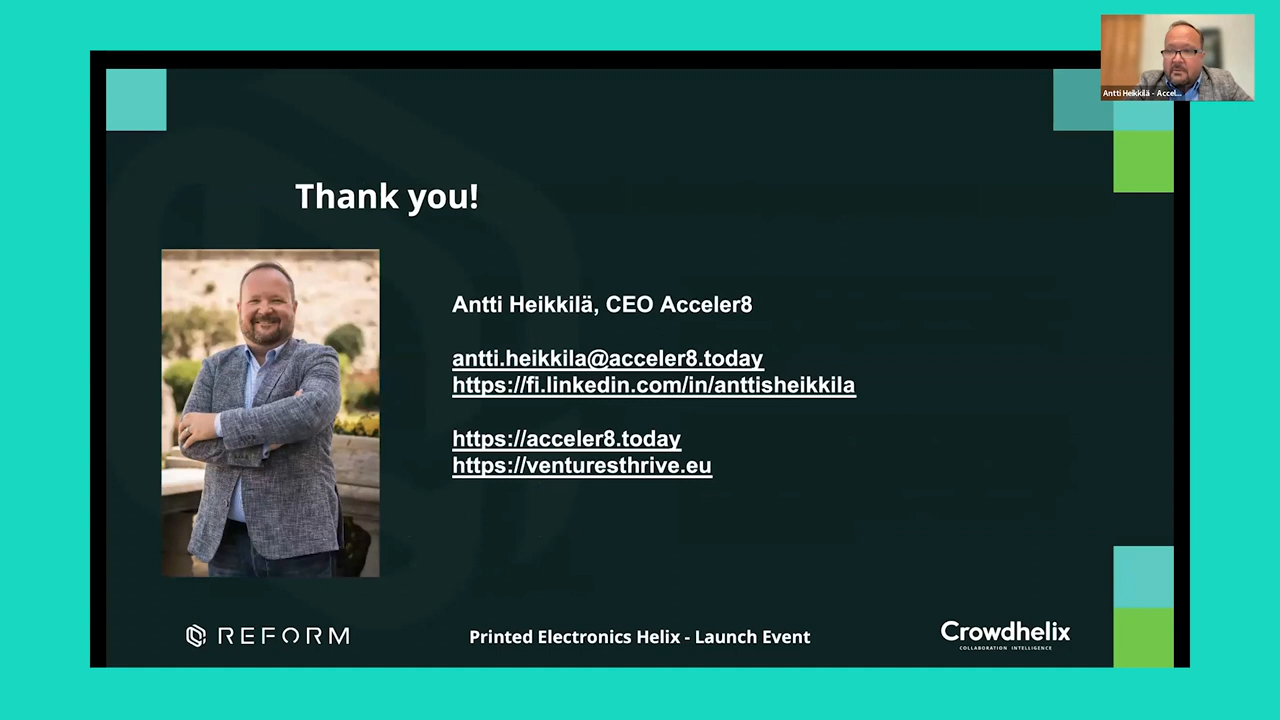 Antti Heikkilä - Accel...
Thank you!
Antti Heikkilä, CEO Acceler8
antti.heikkila@acceler8.today
https://fi.linkedin.com/in/anttisheikkila
https://acceler8.today
https://venturesthrive.eu
REFORM
Printed Electronics Helix - Launch Event
Crowdhelix
COLLABORATION INTELLIGENCE